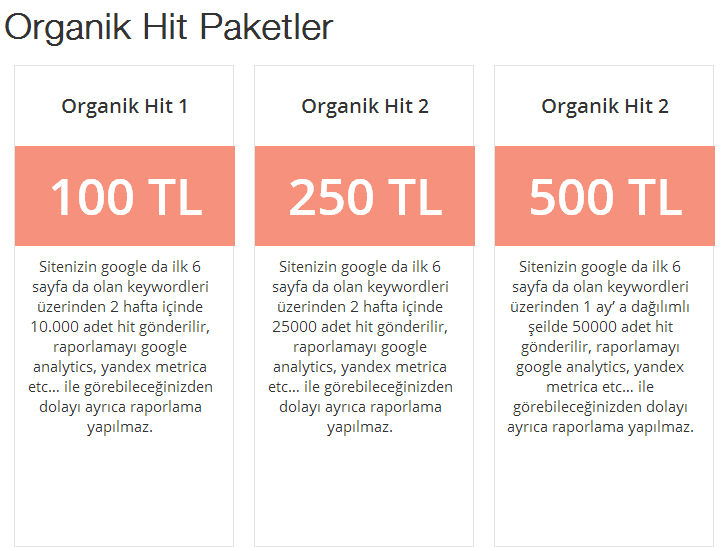 Organik Hit Paketler
Organik Hit 1
100 TL
Sitenizin google da ilk 6
sayfa da olan keywordleri
üzerinden 2 hafta içinde
10.000 adet hit gönderilir,
raporlamayı google
analytics, yandex metrica
etc... ile görebileceğinizden
dolayı ayrıca raporlama
yapılmaz.
Organik Hit 2
250 TL
Sitenizin google da ilk 6
sayfa da olan keywordleri
üzerinden 2 hafta içinde
25000 adet hit gönderilir,
raporlamayı google
analytics, yandex metrica
etc... ile görebileceğinizden
dolayı ayrıca raporlama
yapılmaz.
Organik Hit 2
500 TL
Sitenizin google da ilk 6
sayfa da olan keywordleri
üzerinden 1 ay’ a dağılımlı
şeilde 50000 adet hit
gönderilir, raporlamayı
google analytics, yandex
metrica etc... ile
görebileceğinizden dolayı
ayrıca raporlama yapılmaz.